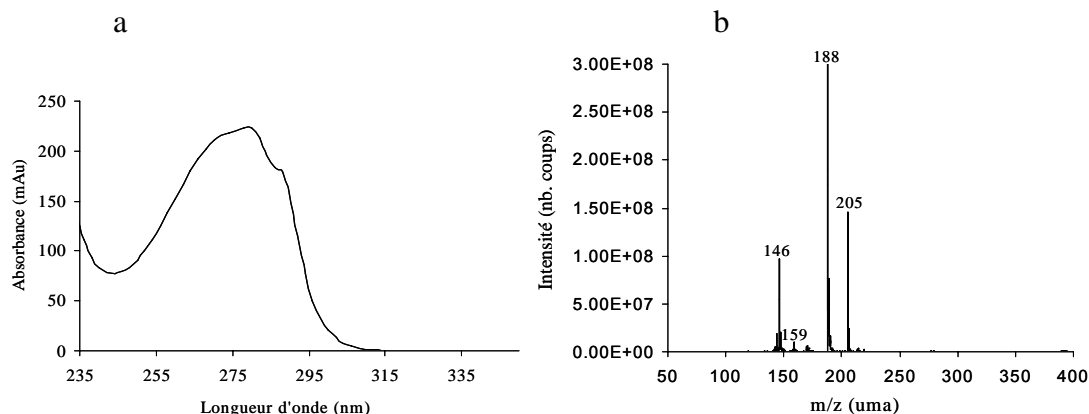 a
250
200
150
100
50
0
Absorbance (mAu)
235 255 275 295 315 335
Longueur d'onde (nm)
b
3.00E+08
2.50E+08
2.00E+08
1.50E+08
1.00E+08
5.00E+07
0.00E+00
Intensité (nb. coups)
188
205
146
159
50 100 150 200 250 300 350 400
m/z (uma)